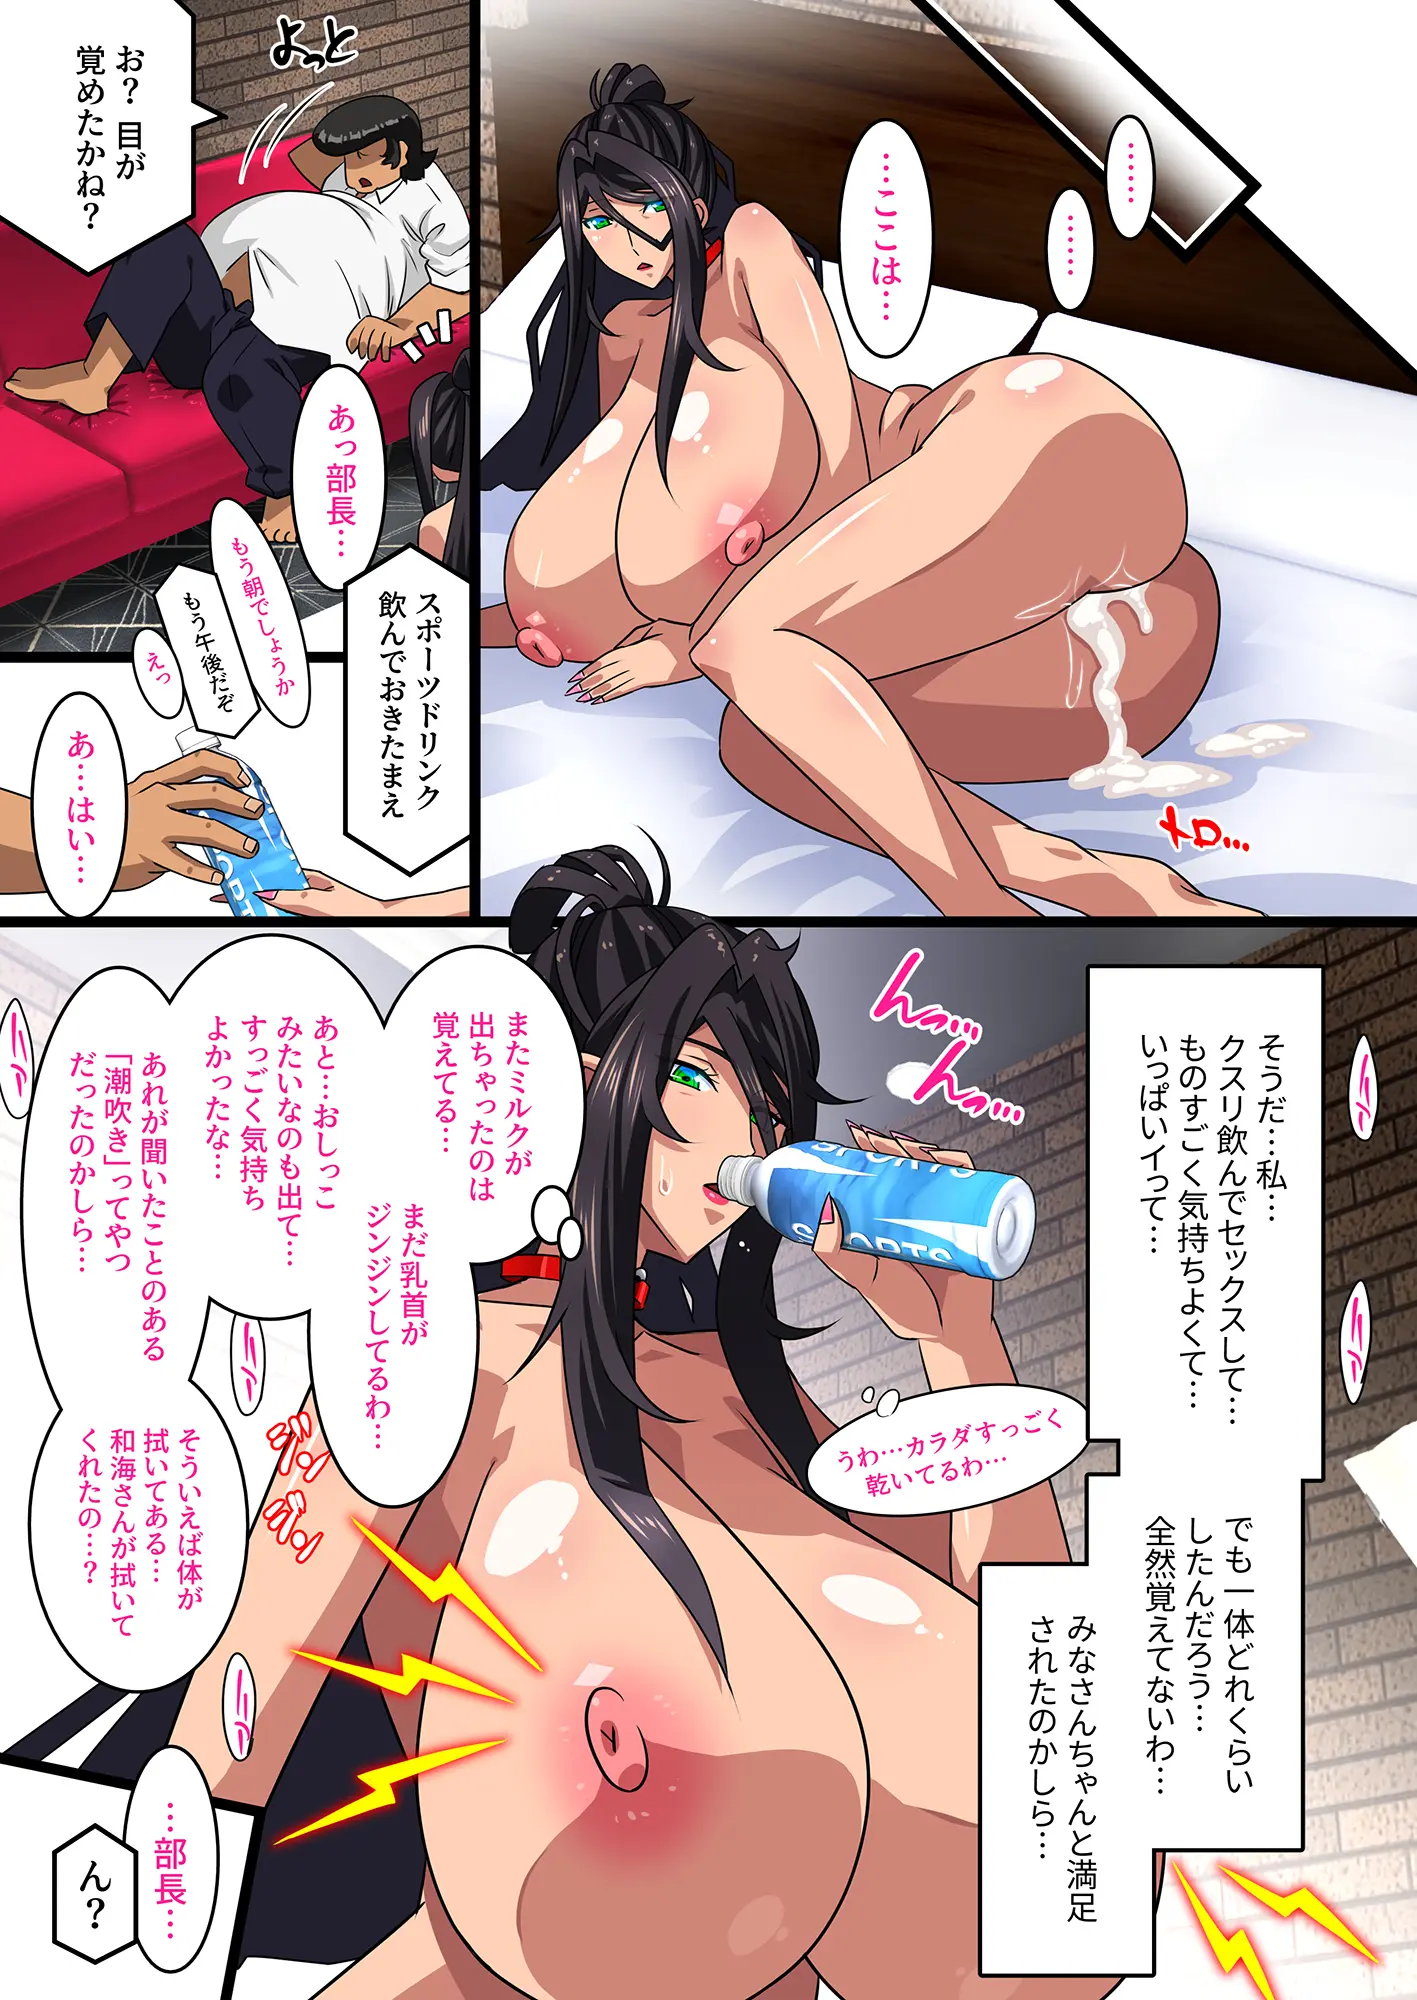 ……
……
…ここは…
メロ…
よっと
お？ 目が
覚めたかね？
あっ部長…
もう朝でしょうか
もう午後だぞ
えっ
スポーツドリンク
飲んでおきたまえ
あ…はい…
SPORTS
そうだ…私…
クスリ飲んでセックスして…
ものすごく気持ちよくて…
いっぱいイって…
でも一体どれくらい
したんだろう…
全然覚えてないわ…
みなさんちゃんと満足
されたのかしら…
んっ…
んっ…
うわ…カラダすっごく
乾いてるわ…
SPORTS
またミルクが
出ちゃったのは
覚えてる…
まだ乳首が
ジンジンしてるわ…
あと…おしっこ
みたいなのも出て…
すっごく気持ち
よかったな…
あれが聞いたことのある
「潮吹き」ってやつ
だったのかしら…
そういえば体が
拭いてある…
和海さんが拭いて
くれたの…？
ジンッ
ジンッ
…部長…
ん？